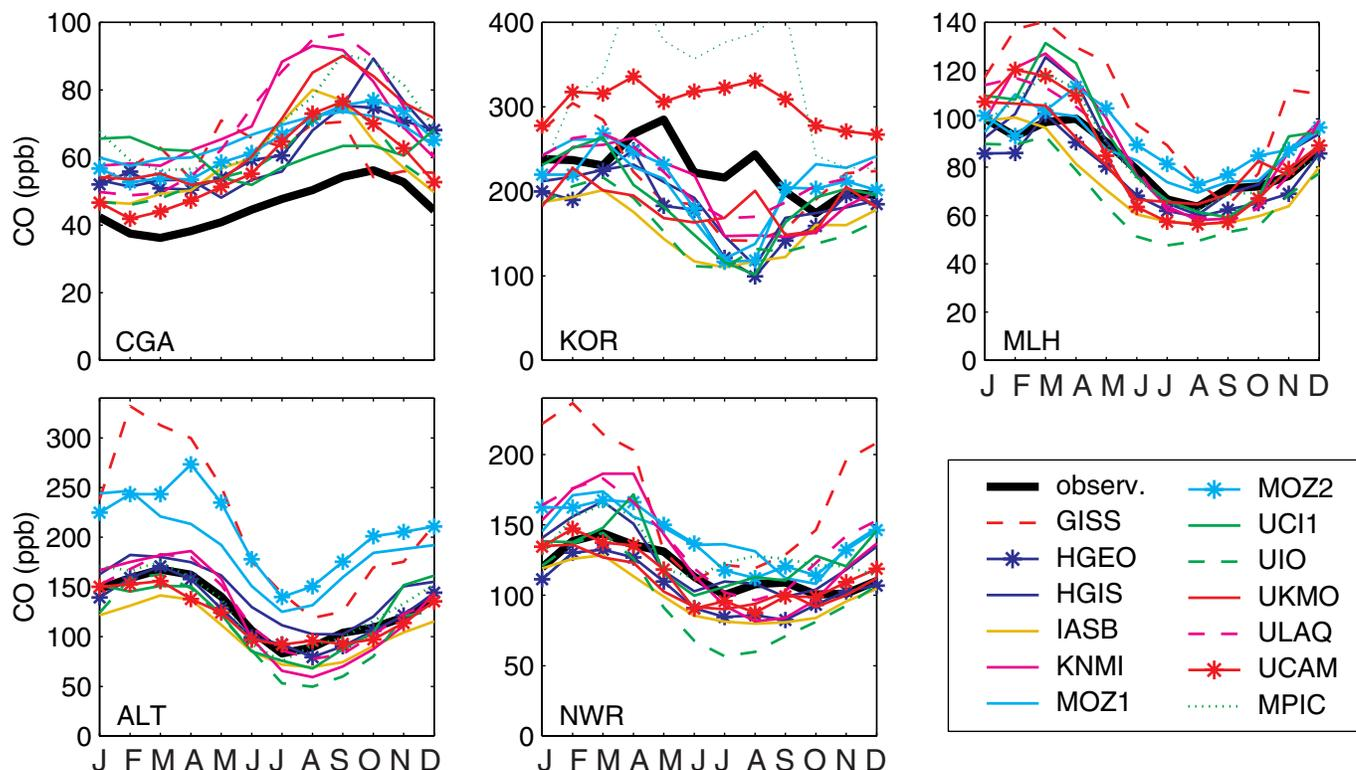 100
80
60
40
20
0
CO (ppb)
CGA
400
300
200
100
0
KOR
140
120
100
80
60
40
20
0
MLH
J F M A M J J A S O N D
300
250
200
150
100
50
0
CO (ppb)
ALT
J F M A M J J A S O N D
200
150
100
50
0
NWR
J F M A M J J A S O N D
observ.
GISS
HGEO
HGIS
IASB
KNMI
MOZ1
MOZ2
UCI1
UIO
UKMO
ULAQ
UCAM
MPIC